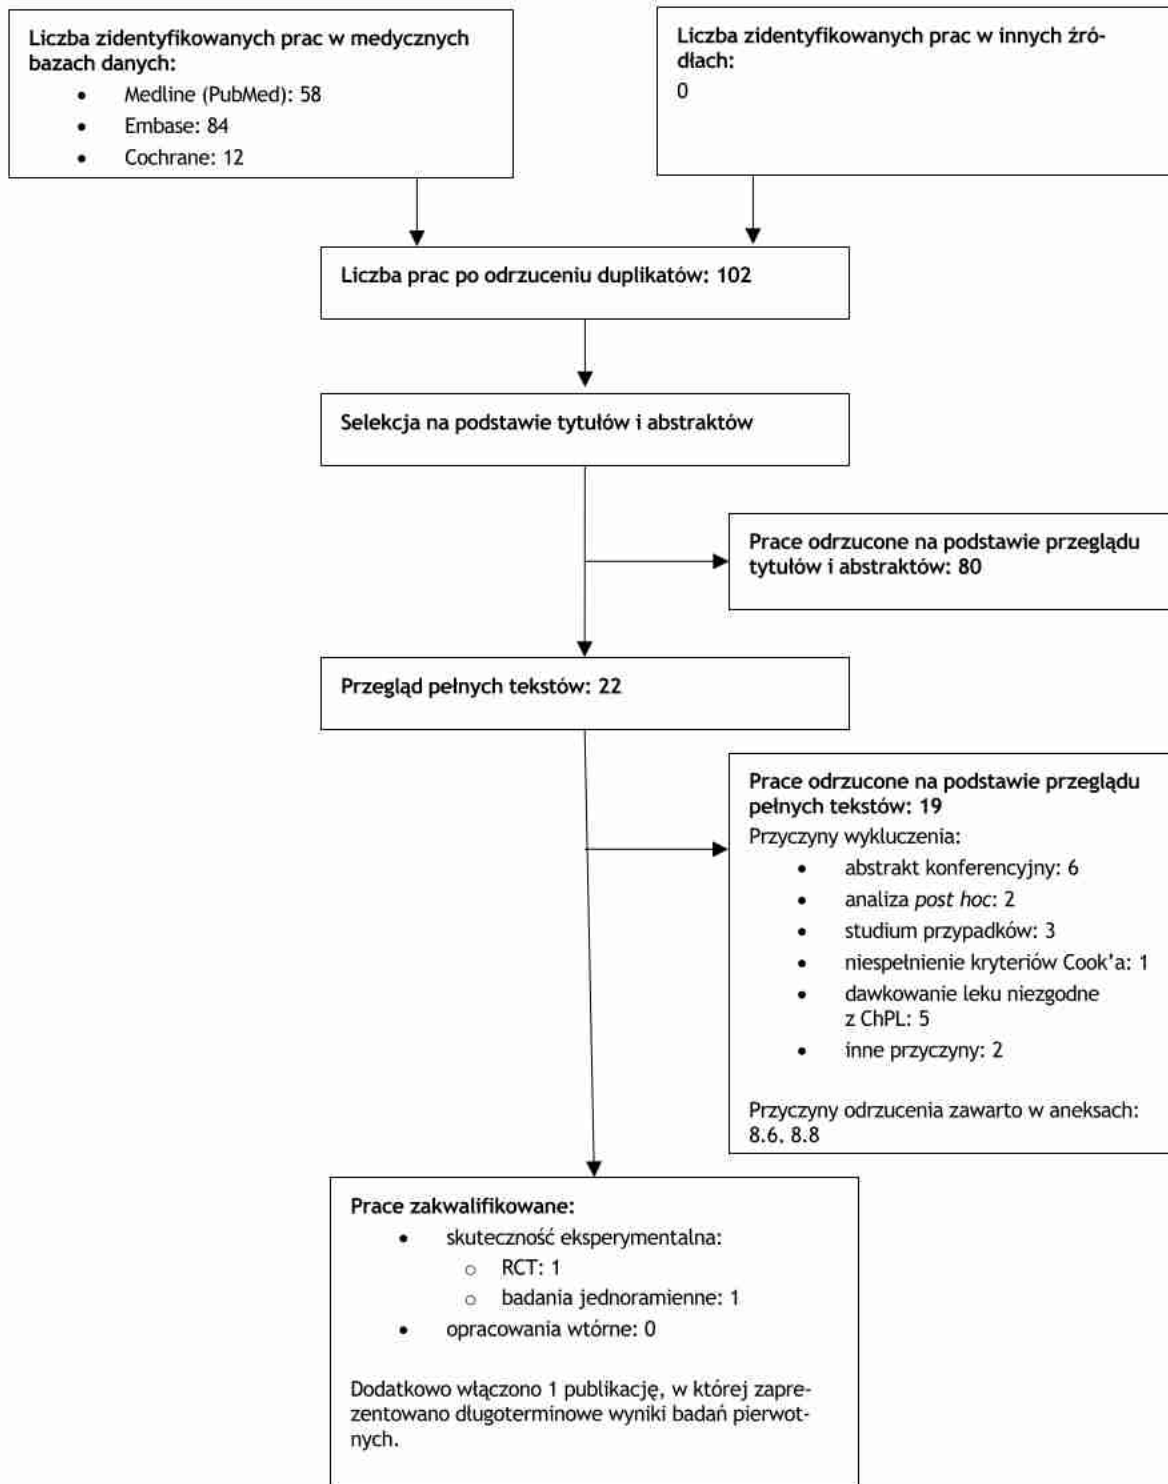 Liczba zidentyfikowanych prac w medycznych
bazach danych:
• Medline (PubMed): 58
• Embase: 84
• Cochrane: 12
Liczba zidentyfikowanych prac w innych źró-
dłach:
0
Liczba prac po odrzuceniu duplikatów: 102
Selekcja na podstawie tytułów i abstraktów
Prace odrzucone na podstawie przeglądu
tytułów i abstraktów: 80
Przegląd pełnych tekstów: 22
Prace odrzucone na podstawie przeglądu
pełnych tekstów: 19
Przyczyny wykluczenia:
• abstrakt konferencyjny: 6
• analiza post hoc: 2
• studium przypadków: 3
• niespełnienie kryteriów Cook'a: 1
• dawkowanie leku niezgodne
z ChPL: 5
• inne przyczyny: 2
Przyczyny odrzucenia zawarto w aneksach:
8.6, 8.8
Prace zakwalifikowane:
• skuteczność eksperymentalna:
○ RCT: 1
○ badania jednoramienne: 1
• opracowania wtórne: 0
Dodatkowo włączono 1 publikację, w której zapre-
zentowano długoterminowe wyniki badań pierwot-
nych.